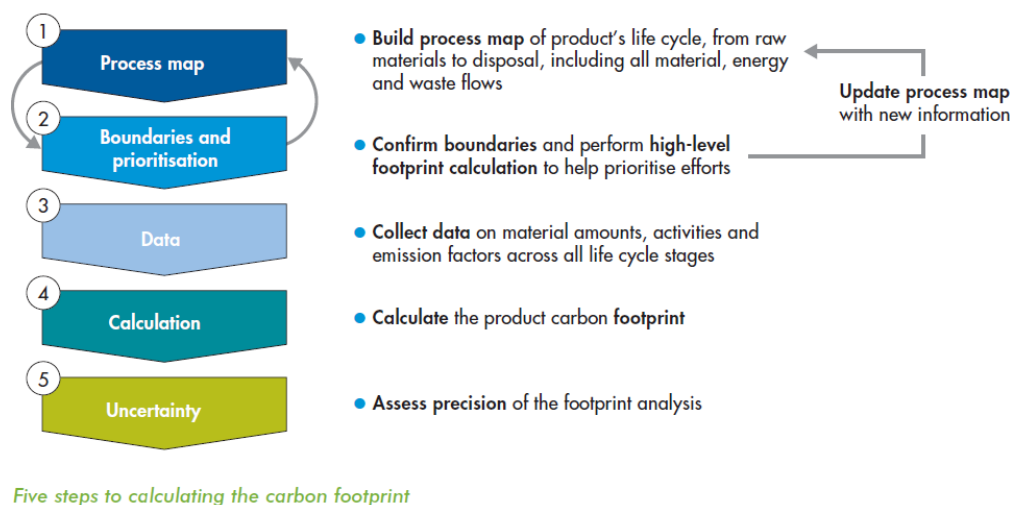 1
Process map
• Build process map of product's life cycle, from raw
materials to disposal, including all material, energy
and waste flows
Update process map
with new information
2
Boundaries and
prioritisation
• Confirm boundaries and perform high-level
footprint calculation to help prioritise efforts
3
Data
• Collect data on material amounts, activities and
emission factors across all life cycle stages
4
Calculation
• Calculate the product carbon footprint
5
Uncertainty
• Assess precision of the footprint analysis
Five steps to calculating the carbon footprint